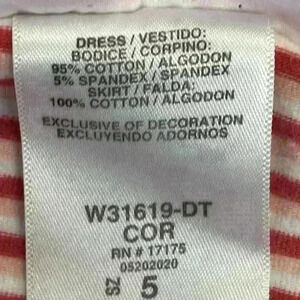 DRESS / VESTIDO:
BODICE / CORPINO:
95% COTTON / ALGODON
5% SPANDEX / SPANDEX
SKIRT / FALDA:
100% COTTON / ALGODON
EXCLUSIVE OF DECORATION
EXCLUYENDO ADORNOS
W31619-DT
COR
RN # 17175
05202020
SZ 5